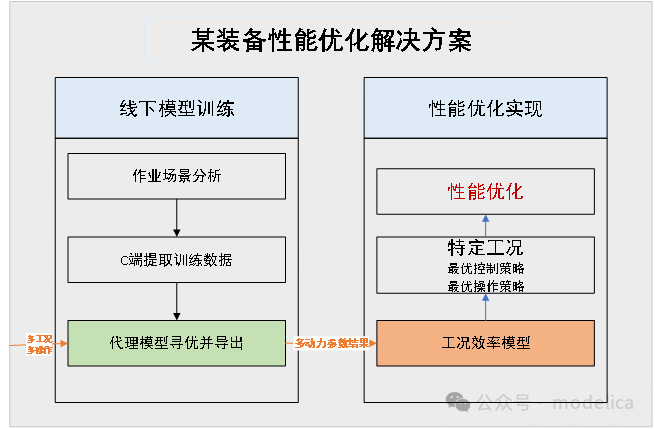 某装备性能优化解决方案
线下模型训练
作业场景分析
C端提取训练数据
多工况
多操作
代理模型寻优并导出
多动力参数结果
性能优化实现
性能优化
特定工况
最优控制策略
最优操作策略
工况效率模型
公众号 · modelica